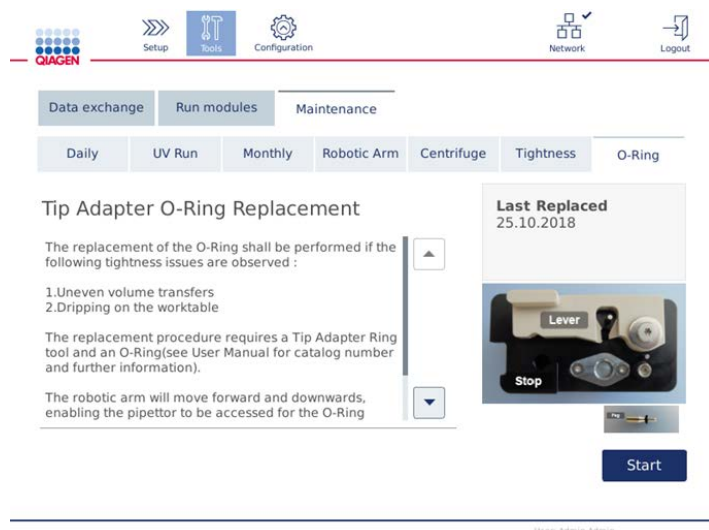 QIAGEN
Setup
Tools
Configuration
Network
Logout
Data exchange
Run modules
Maintenance
Daily
UV Run
Monthly
Robotic Arm
Centrifuge
Tightness
O-Ring
Tip Adapter O-Ring Replacement
The replacement of the O-Ring shall be performed if the
following tightness issues are observed :
1.Uneven volume transfers
2.Dripping on the worktable
The replacement procedure requires a Tip Adapter Ring
tool and an O-Ring(see User Manual for catalog number
and further information).
The robotic arm will move forward and downwards,
enabling the pipettor to be accessed for the O-Ring
Last Replaced
25.10.2018
Lever
Stop
Peg
Start